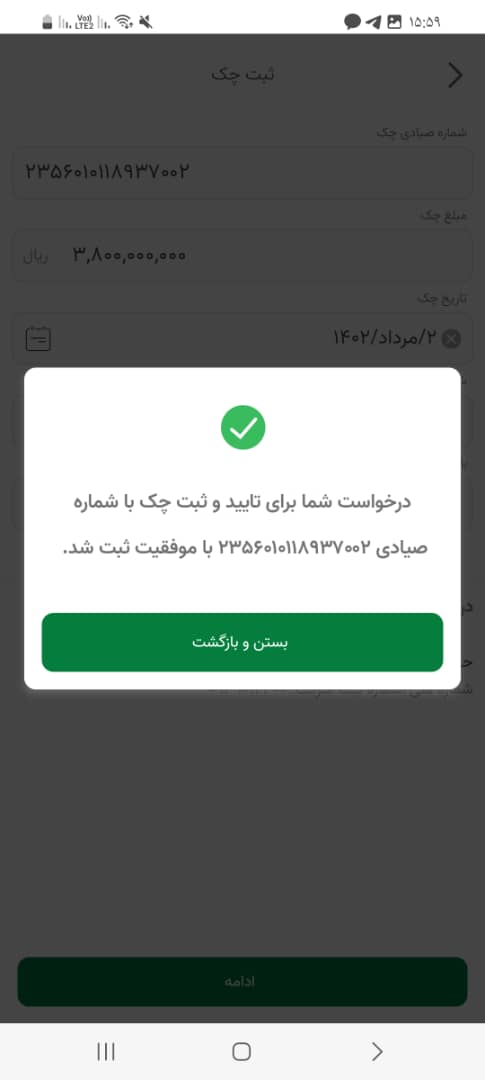 ۱۵:۵۹
Vo))
LTE2
ثبت چک
شماره صیادی چک
۲۳۵۶۰۱۰۱۱۸۹۳۷۰۰۲
مبلغ چک
۳,۸۰۰,۰۰۰,۰۰۰ ریال
تاریخ چک
۲/مرداد/۱۴۰۲
درخواست شما برای تایید و ثبت چک با شماره
صیادی ۲۳۵۶۰۱۰۱۱۸۹۳۷۰۰۲ با موفقیت ثبت شد.
بستن و بازگشت
ادامه